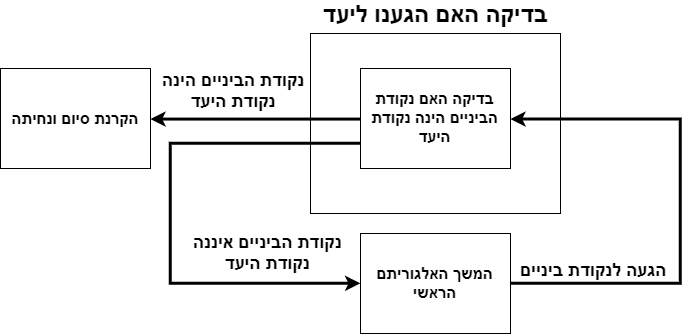 בדיקה האם הגענו ליעד
נקודת הביניים הינה
נקודת היעד
בדיקה האם נקודת
הביניים הינה נקודת
היעד
הקרנת סיום ונחיתה
נקודת הביניים איננה
נקודת היעד
המשך האלגוריתם
הראשי
הגעה לנקודת ביניים